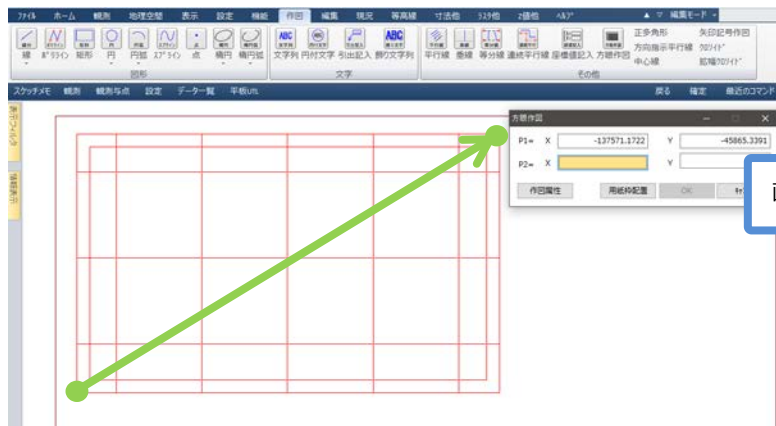 ﾌｧｲﾙ ホーム 観測 地理空間 表示 設定 機能 作図 編集 現況 等高線 寸法他 ｼｽﾃﾑ他 2値他 ﾍﾙﾌﾟ ▲ ▽ 編集モード
線 ﾎﾟﾘﾗｲﾝ 矩形 円 円弧 ｽﾌﾟﾗｲﾝ 点 楕円 楕円弧 文字列 円付文字 引出記入 飾り文字列 平行線 垂線 等分線 連続平行線 座標値記入 方眼作図
正多角形 矢印記号作図
方向指示平行線 ｸﾛｿｲﾄﾞ
中心線 拡幅ｸﾛｿｲﾄﾞ
図形 文字 その他
スケッチメモ 観測 観測与点 設定 データ一覧 平板UTL 戻る 確定 最近のコマンド
表示フィルタ
情報表示
方眼作図
P1= X -137571.1722 Y -45865.3391
P2= X Y
作図属性 用紙枠配置 OK